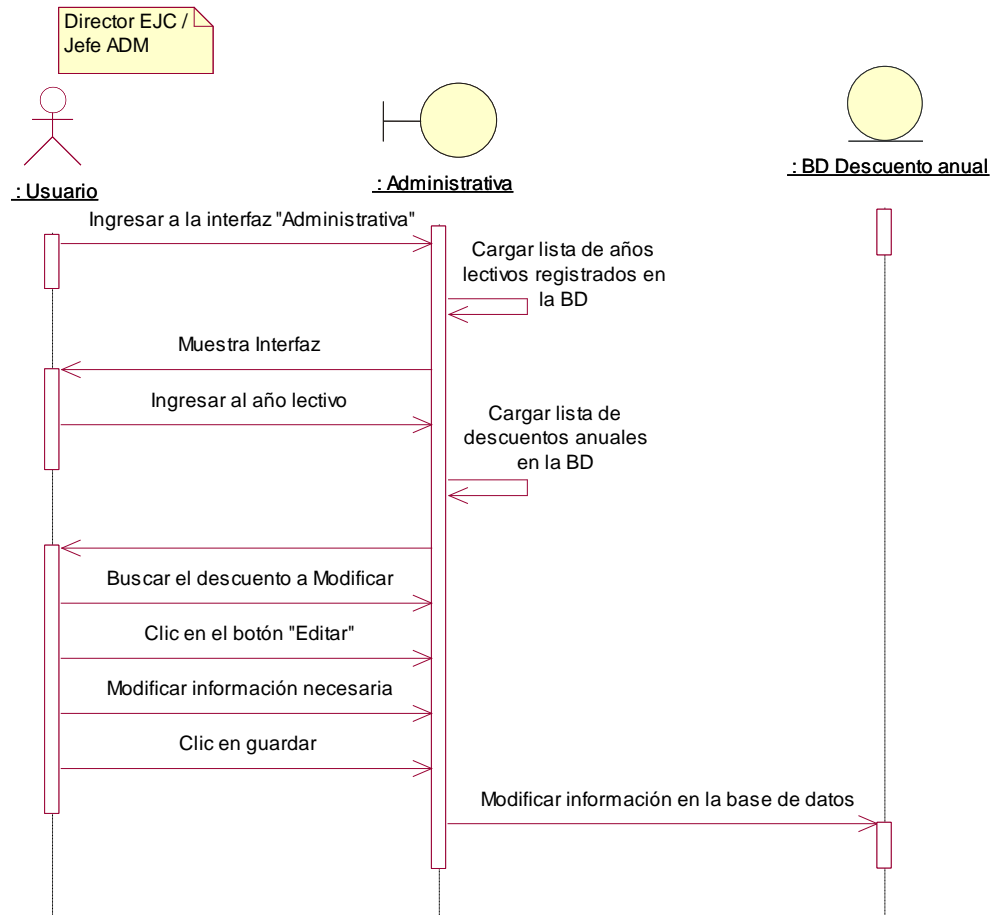 Director EJC /
Jefe ADM
: Usuario
: Administrativa
: BD Descuento anual
Ingresar a la interfaz "Administrativa"
Cargar lista de años
lectivos registrados en
la BD
Muestra Interfaz
Ingresar al año lectivo
Cargar lista de
descuentos anuales
en la BD
Buscar el descuento a Modificar
Clic en el botón "Editar"
Modificar información necesaria
Clic en guardar
Modificar información en la base de datos